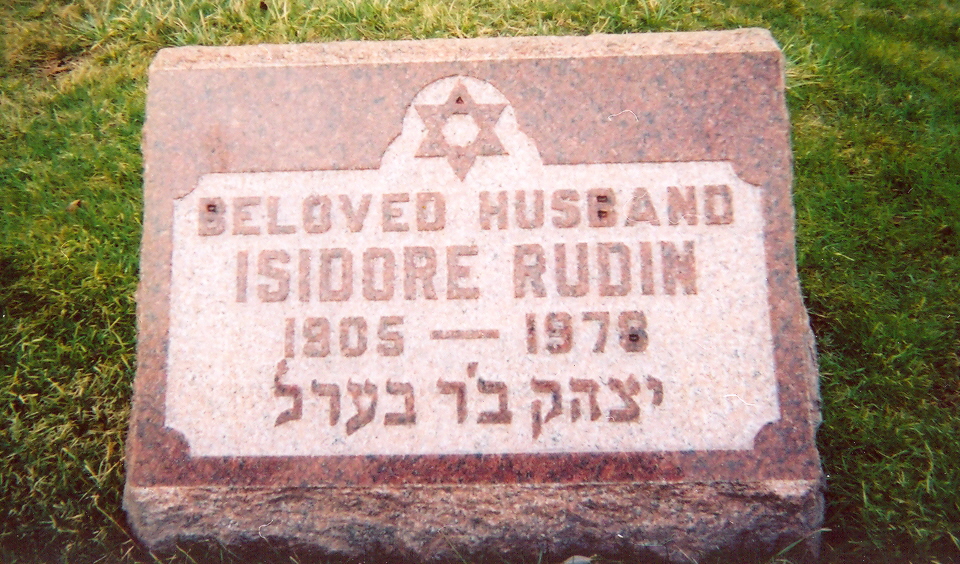 BELOVED HUSBAND
ISIDORE RUDIN
1905 — 1978
יצחק ב'ר בערל